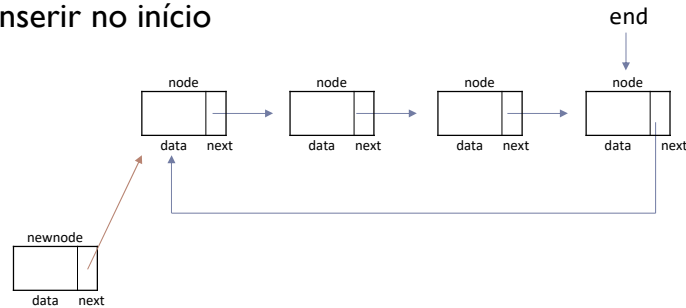 nserir no início
end
node node node node
data next data next data next data next
newnode
data next